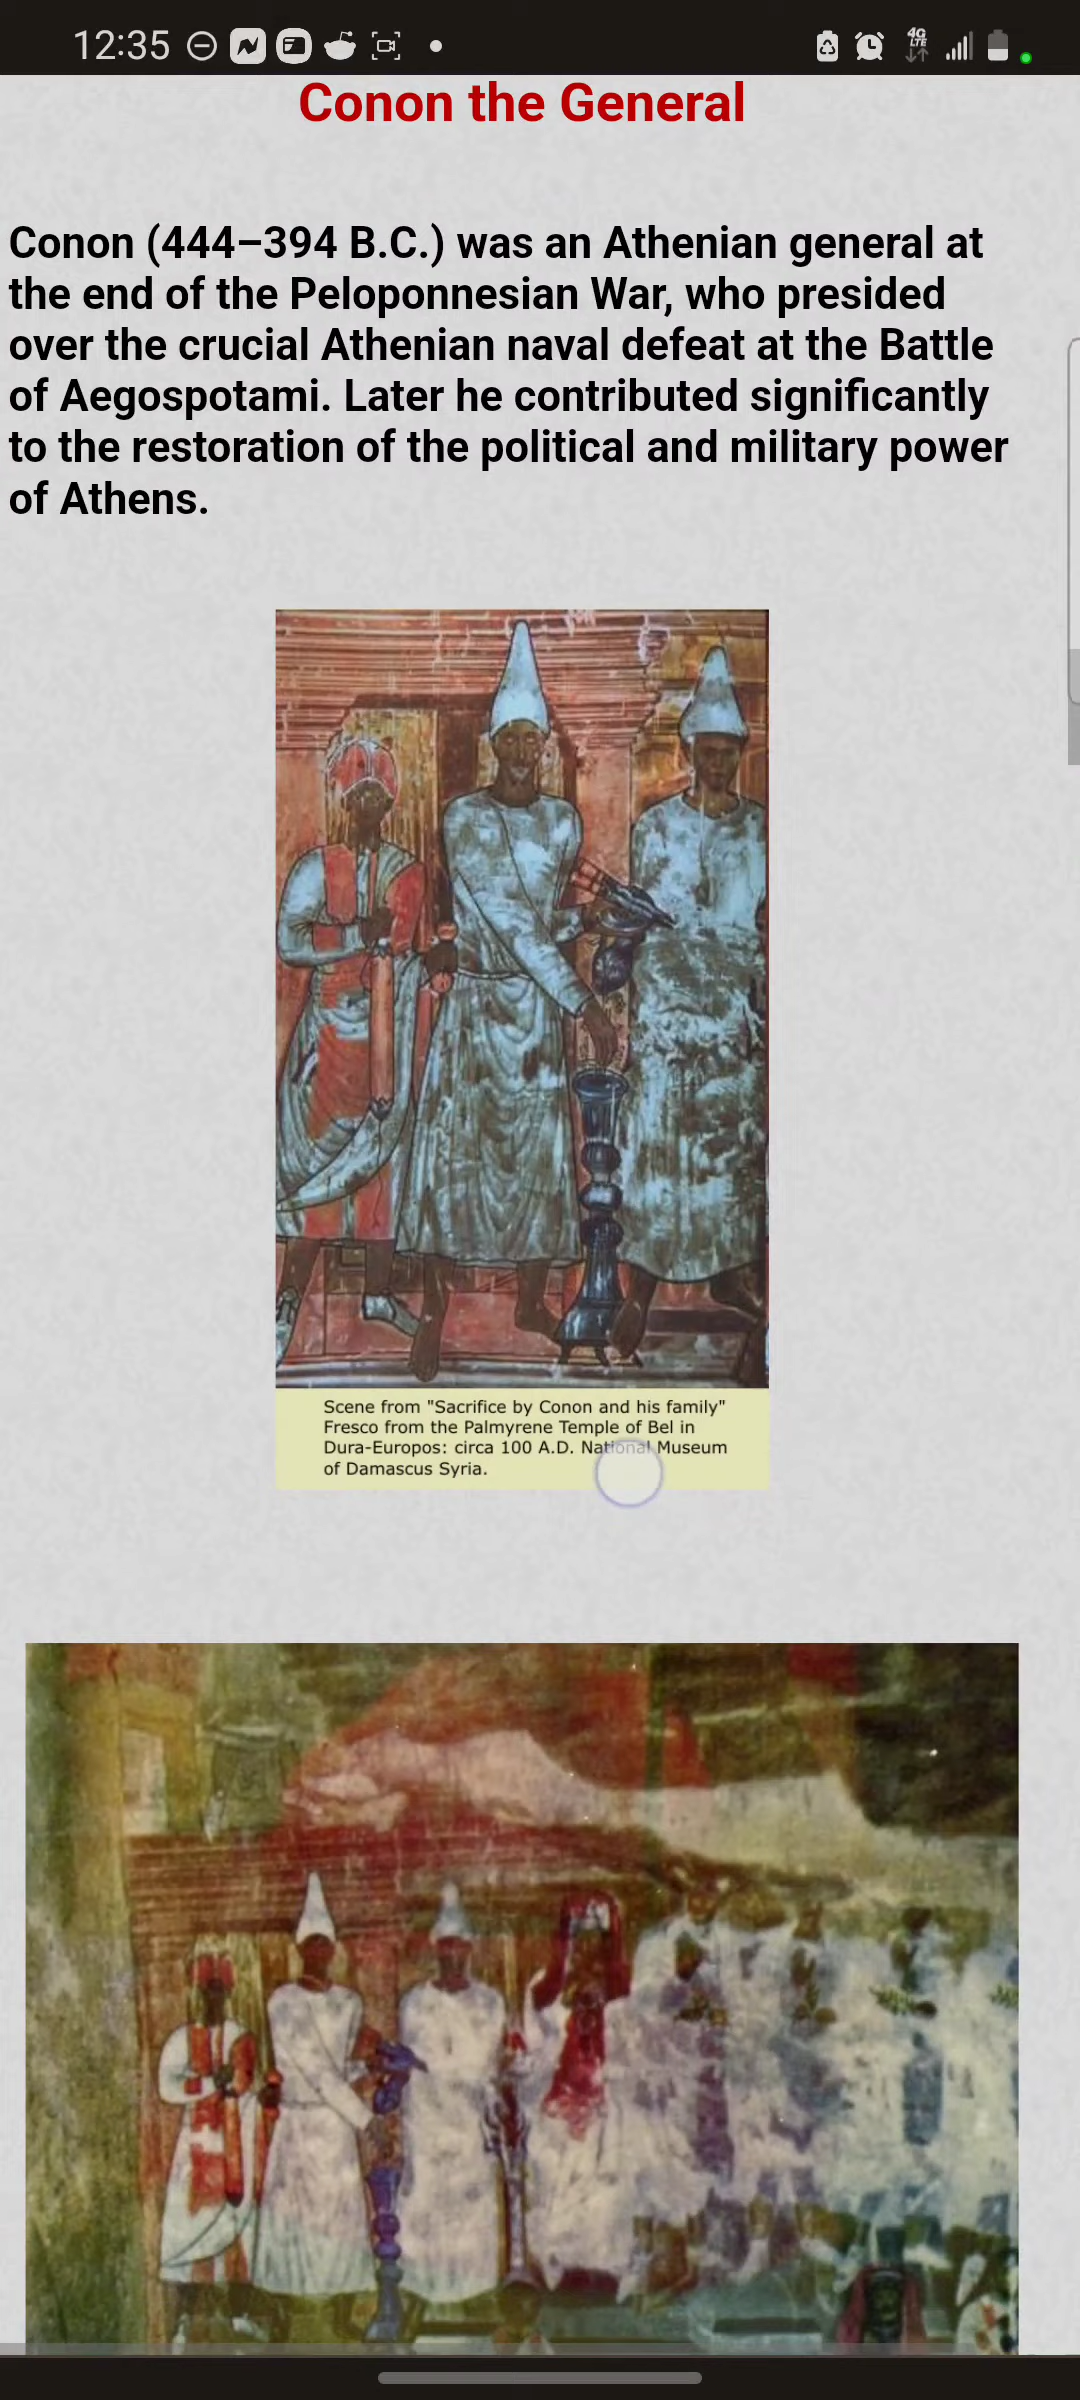 12:35
4G
LTE
Conon the General
Conon (444–394 B.C.) was an Athenian general at
the end of the Peloponnesian War, who presided
over the crucial Athenian naval defeat at the Battle
of Aegospotami. Later he contributed significantly
to the restoration of the political and military power
of Athens.
Scene from "Sacrifice by Conon and his family"
Fresco from the Palmyrene Temple of Bel in
Dura-Europos: circa 100 A.D. National Museum
of Damascus Syria.